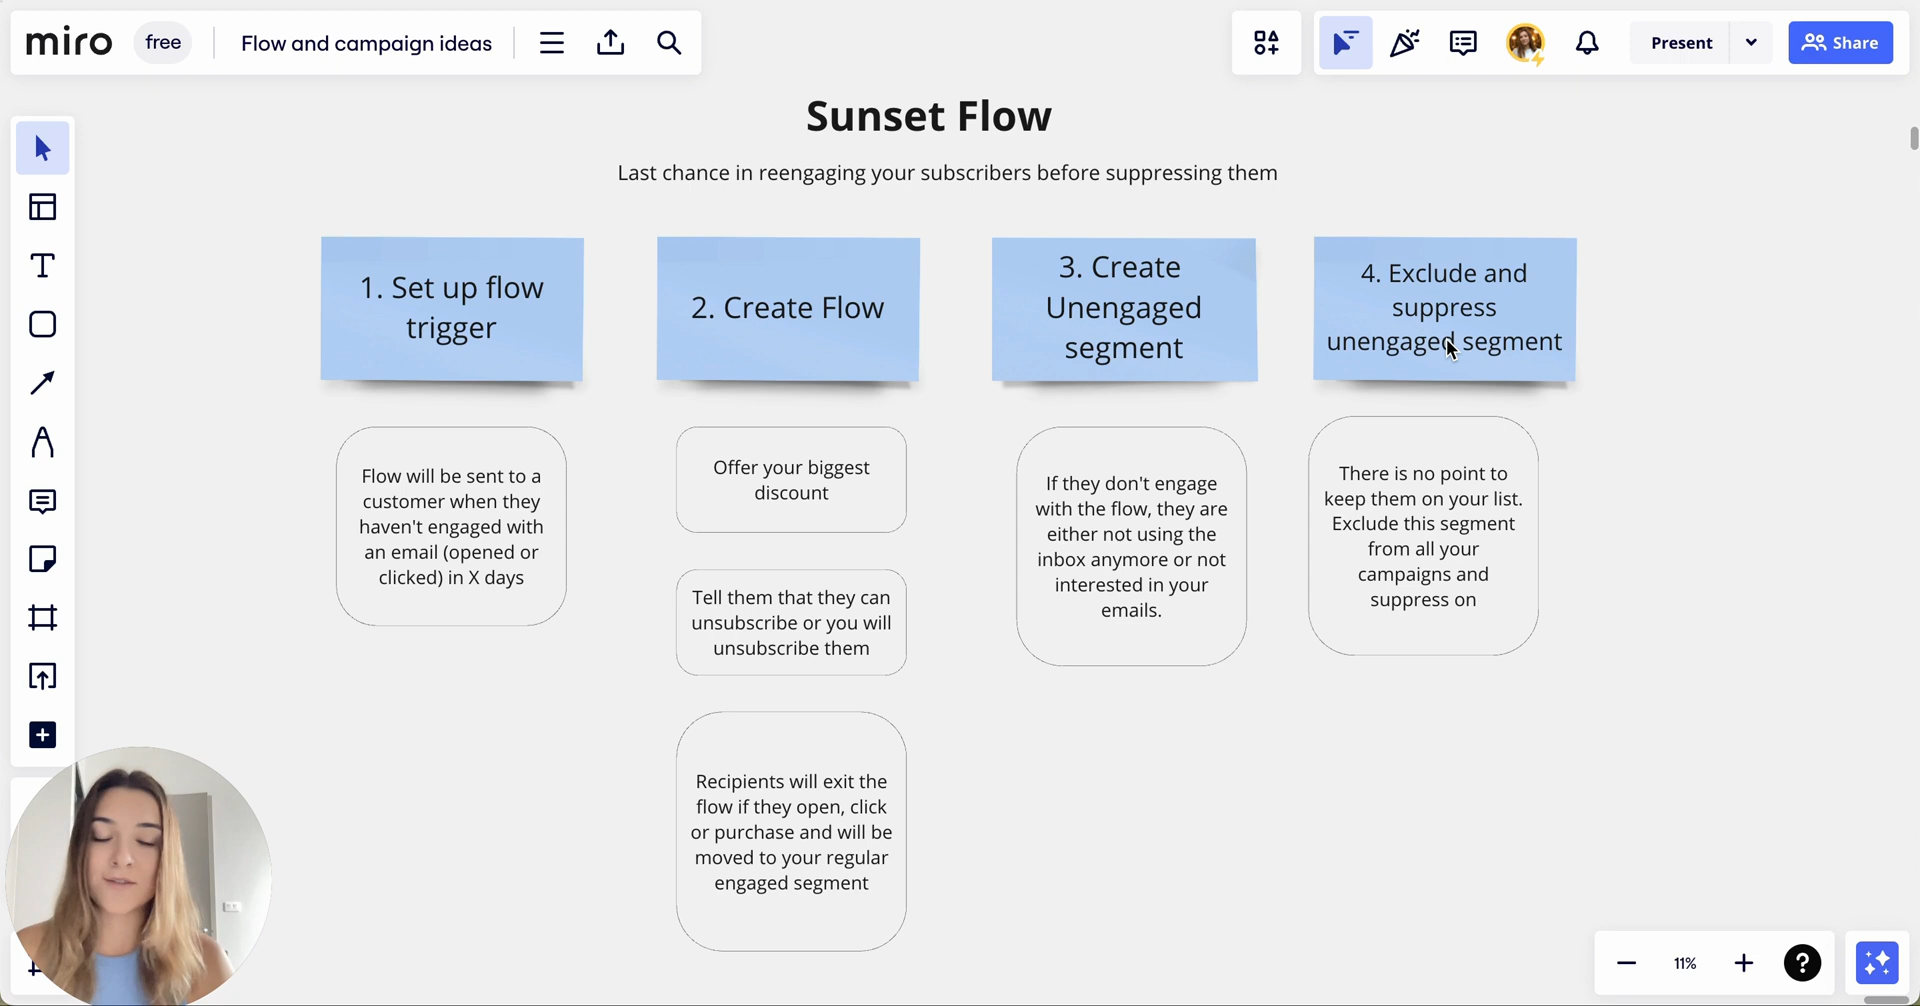 miro
free
Flow and campaign ideas
Present
Share
Sunset Flow
Last chance in reengaging your subscribers before suppressing them
1. Set up flow
trigger
2. Create Flow
3. Create
Unengaged
segment
4. Exclude and
suppress
unengaged segment
Flow will be sent to a
customer when they
haven't engaged with
an email (opened or
clicked) in X days
Offer your biggest
discount
Tell them that they can
unsubscribe or you will
unsubscribe them
Recipients will exit the
flow if they open, click
or purchase and will be
moved to your regular
engaged segment
If they don't engage
with the flow, they are
either not using the
inbox anymore or not
interested in your
emails.
There is no point to
keep them on your list.
Exclude this segment
from all your
campaigns and
suppress on
11%